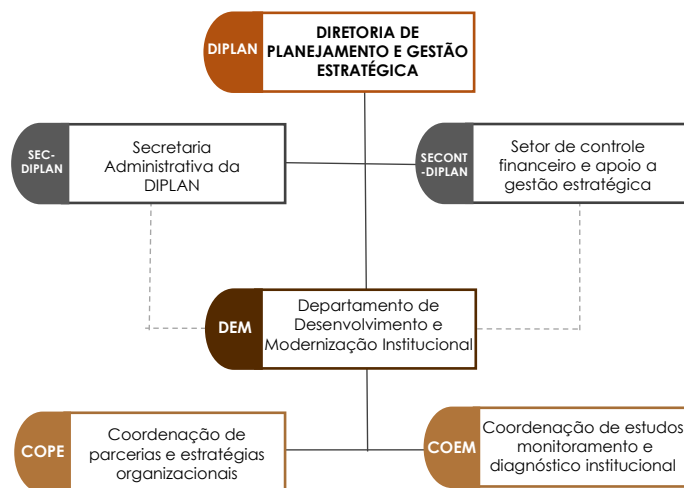 DIPLAN
DIRETORIA DE
PLANEJAMENTO E GESTÃO
ESTRATÉGICA
SEC-
DIPLAN
Secretaria
Administrativa da
DIPLAN
SECONT
-DIPLAN
Setor de controle
financeiro e apoio a
gestão estratégica
DEM
Departamento de
Desenvolvimento e
Modernização Institucional
COPE
Coordenação de
parcerias e estratégias
organizacionais
COEM
Coordenação de estudos
monitoramento e
diagnóstico institucional